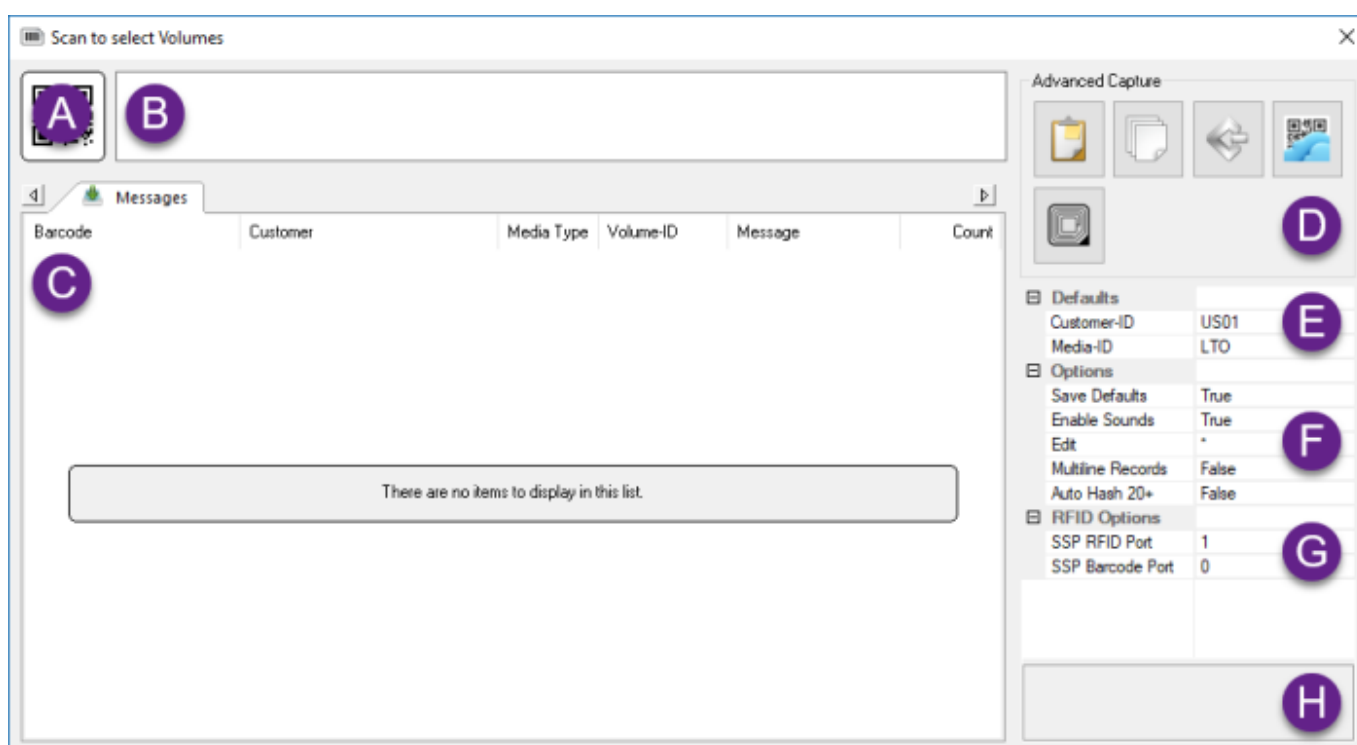 Scan to select Volumes
A
B
Advanced Capture
Messages
Barcode Customer Media Type Volume-ID Message Count
C
D
There are no items to display in this list.
Defaults
Customer-ID US01
Media-ID LTO
E
Options
Save Defaults True
Enable Sounds True
Edit *
Multiline Records False
Auto Hash 20+ False
F
RFID Options
SSP RFID Port 1
SSP Barcode Port 0
G
H